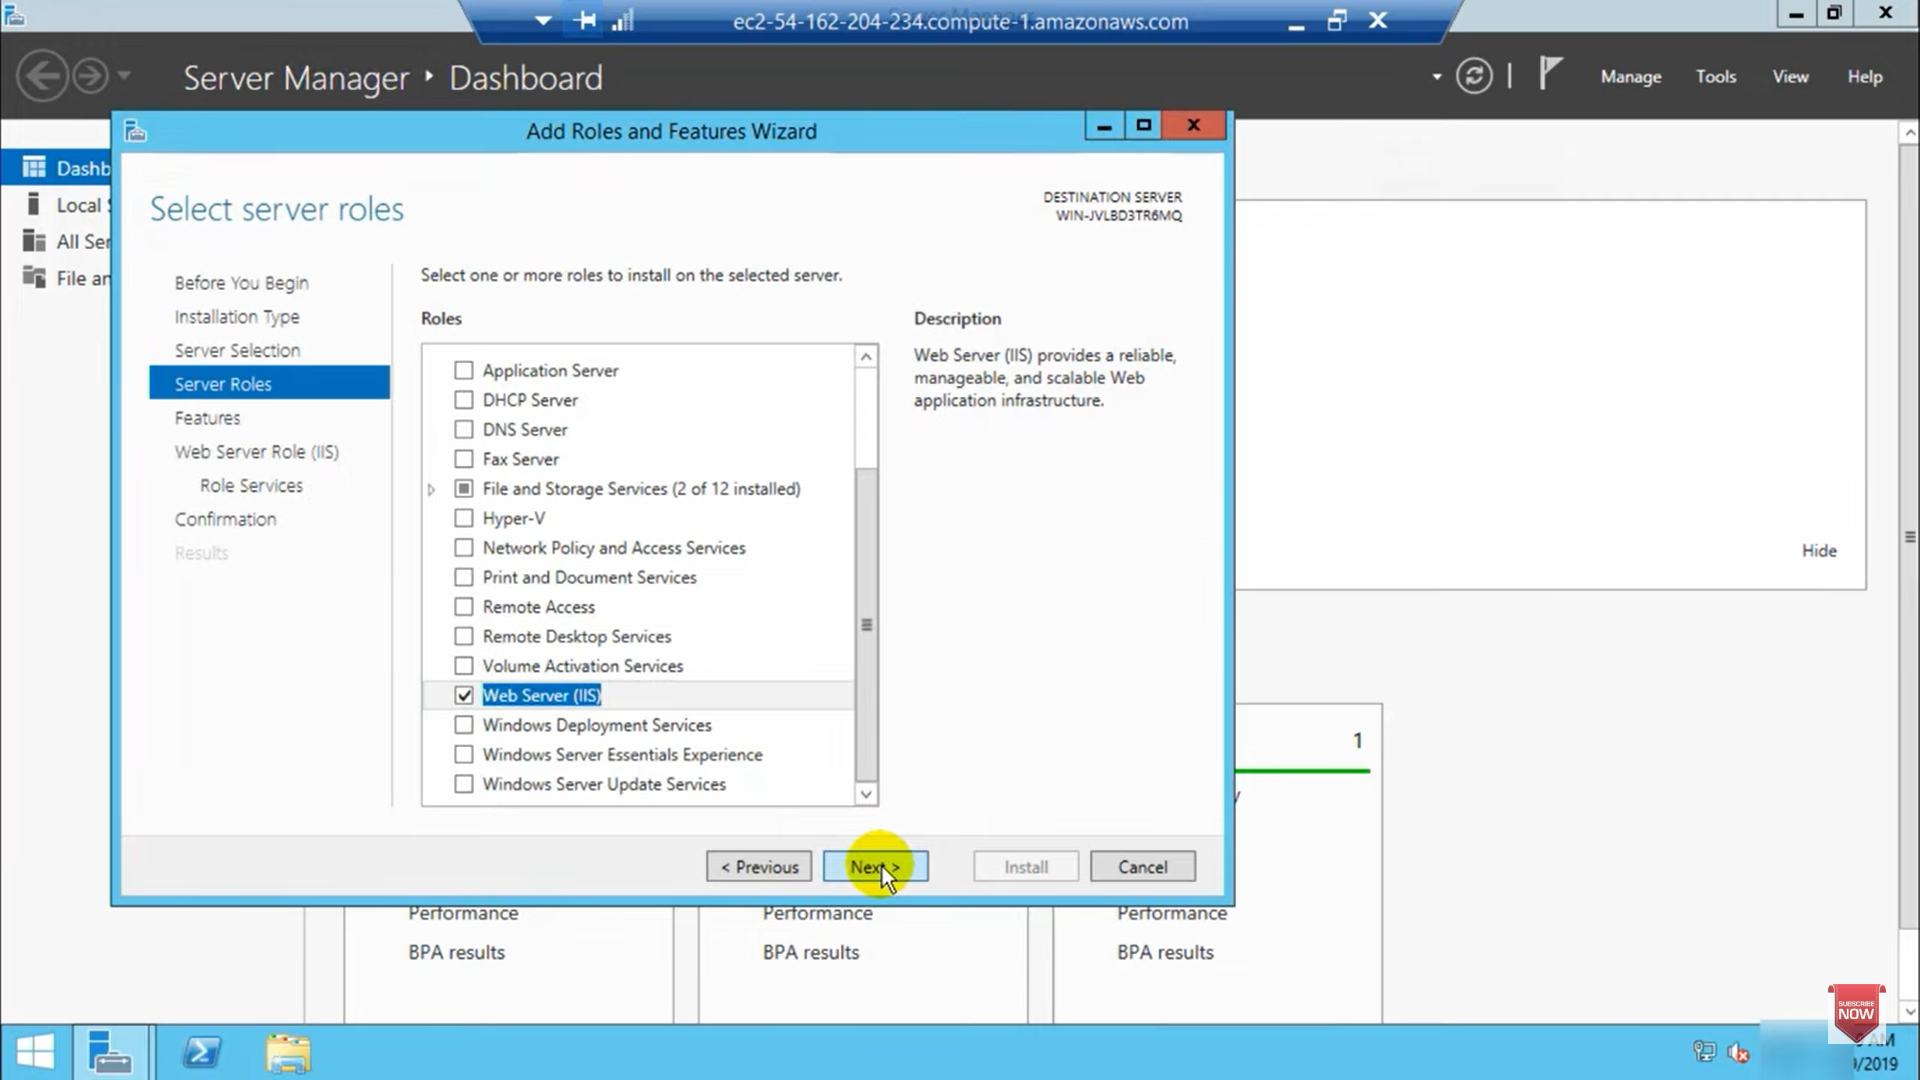 ec2-54-162-204-234.compute-1.amazonaws.com
Server Manager
Dashboard
Manage
Tools
View
Help
Add Roles and Features Wizard
Select server roles
DESTINATION SERVER
WIN-JVLBD3TR6MQ
Dashb
Local S
All Ser
File an
Before You Begin
Installation Type
Server Selection
Server Roles
Features
Web Server Role (IIS)
Role Services
Confirmation
Results
Select one or more roles to install on the selected server.
Roles
Application Server
DHCP Server
DNS Server
Fax Server
File and Storage Services (2 of 12 installed)
Hyper-V
Network Policy and Access Services
Print and Document Services
Remote Access
Remote Desktop Services
Volume Activation Services
Web Server (IIS)
Windows Deployment Services
Windows Server Essentials Experience
Windows Server Update Services
Description
Web Server (IIS) provides a reliable,
manageable, and scalable Web
application infrastructure.
Hide
1
< Previous
Next >
Install
Cancel
Performance
BPA results
Performance
BPA results
Performance
BPA results
SUBSCRIBE
NOW
AM
/2019